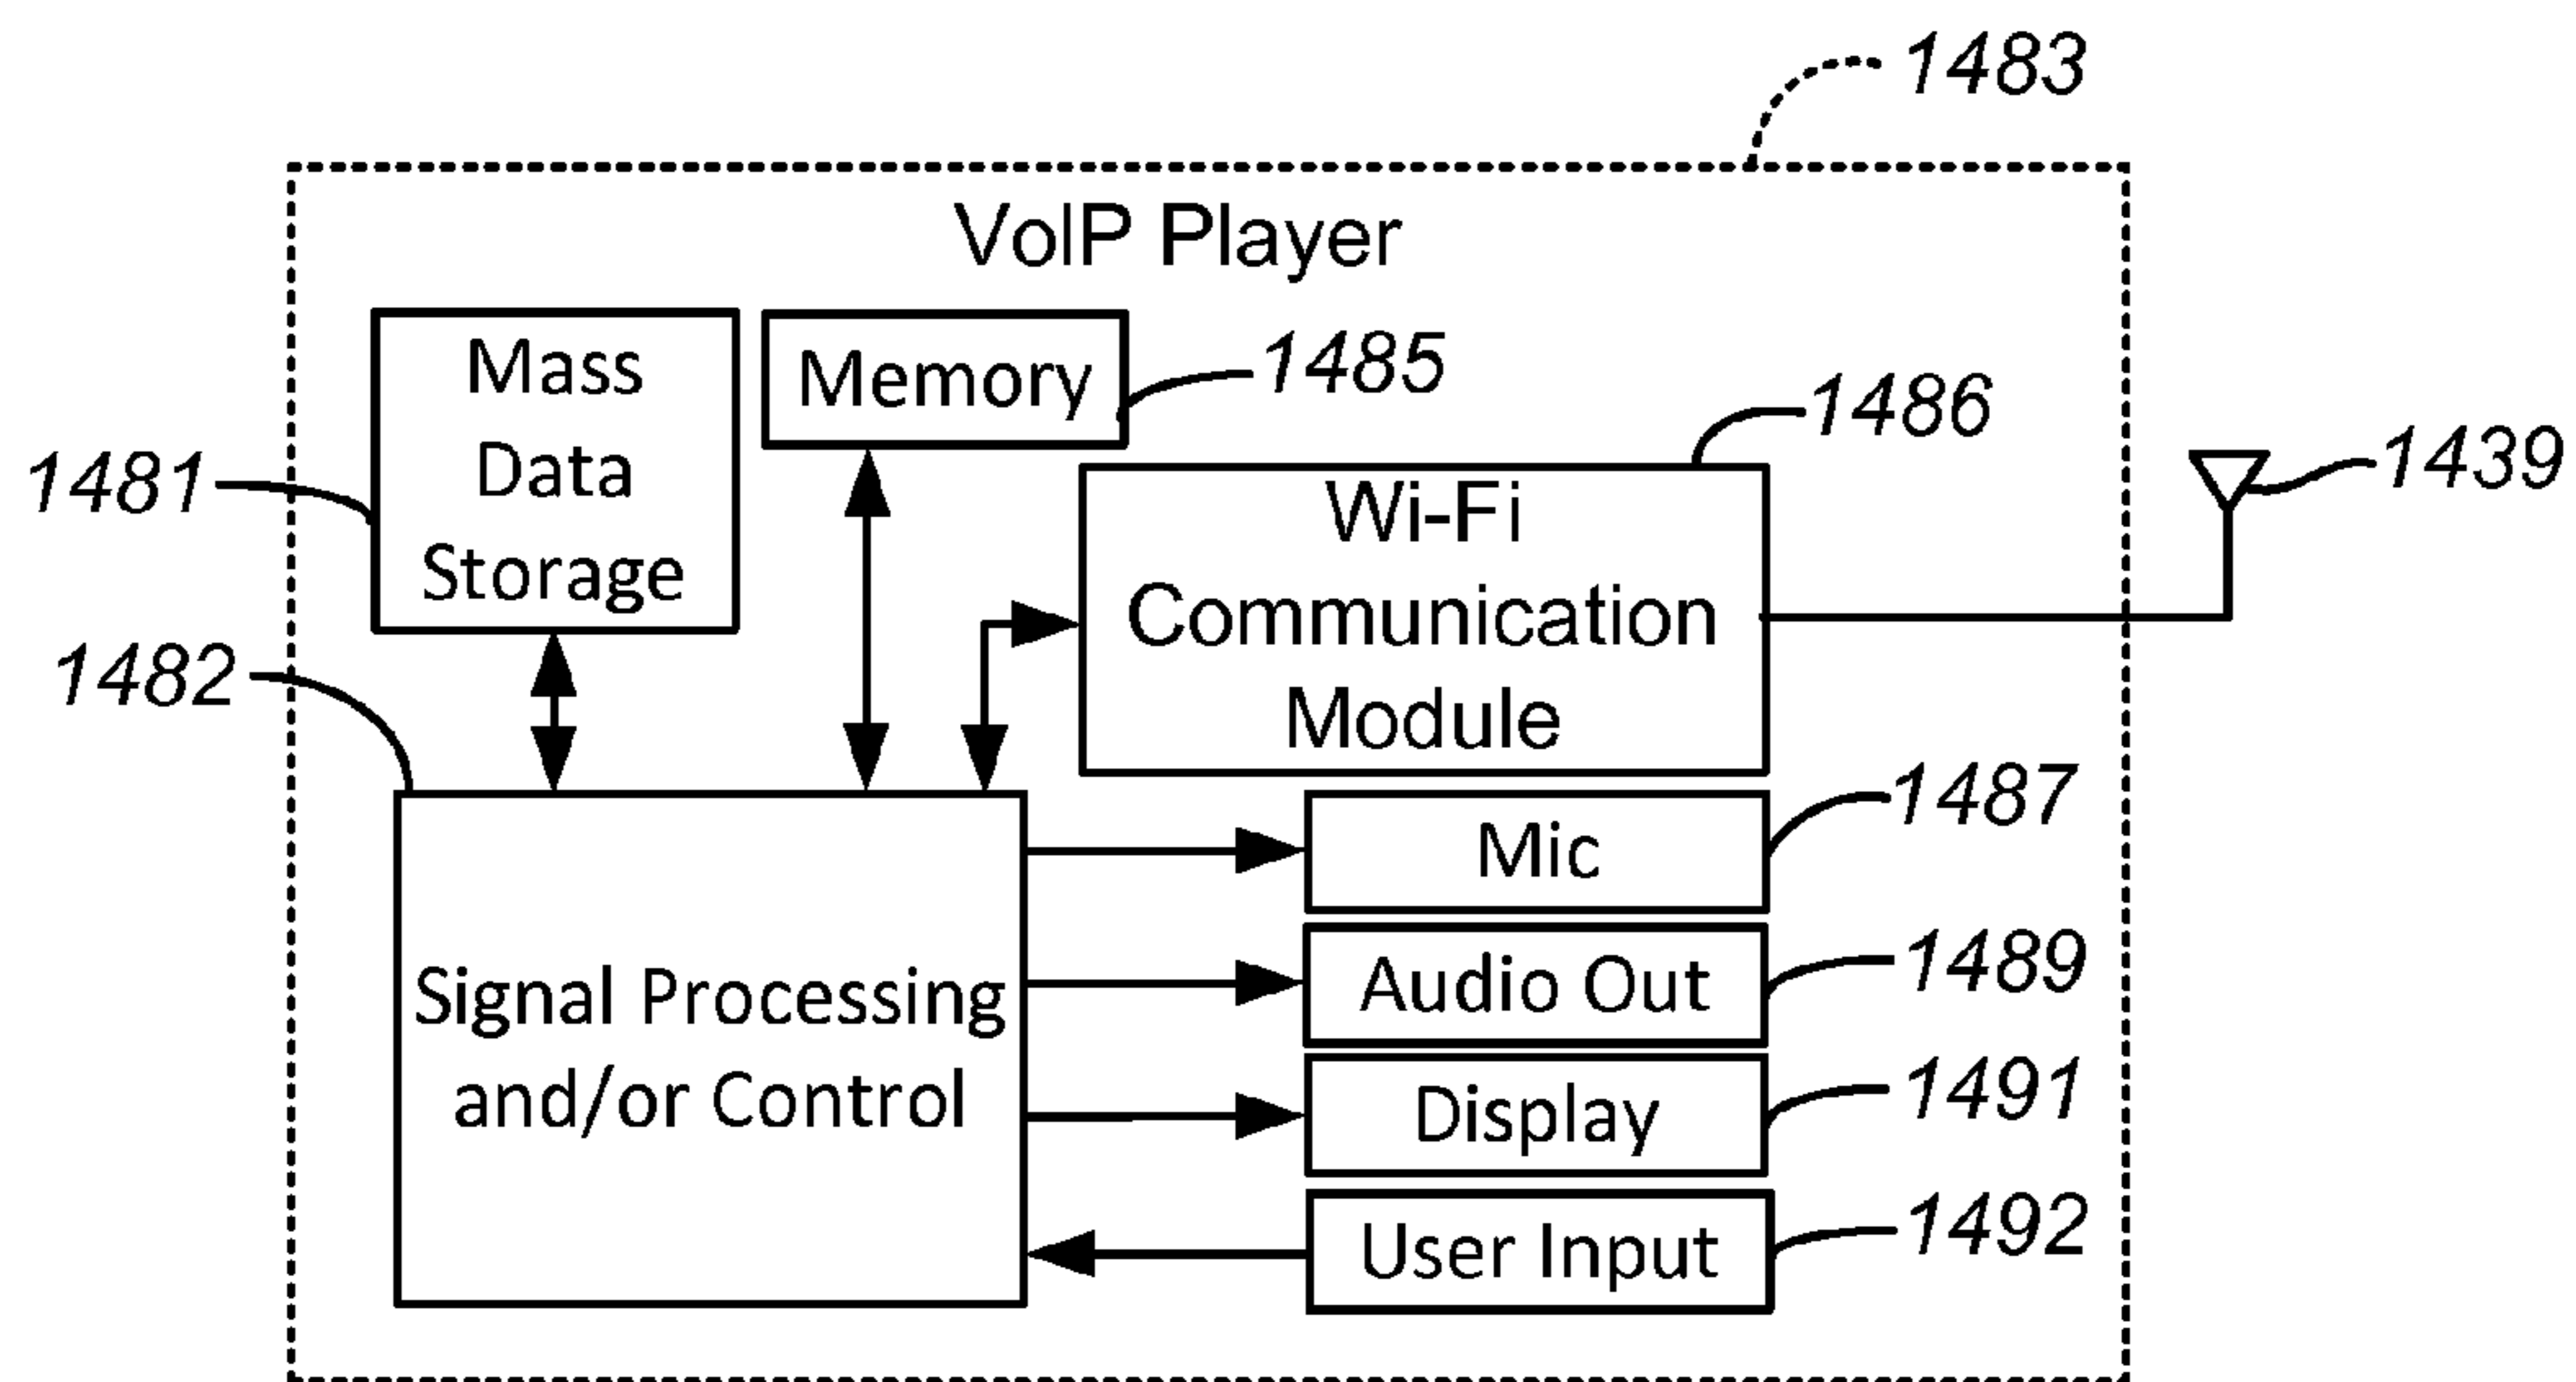 1483
VoIP Player
Mass
Data
Storage
Memory
1485
1481
1486
Wi-Fi
Communication
Module
1439
1482
1487
Mic
Signal Processing
and/or Control
1489
Audio Out
1491
Display
1492
User Input